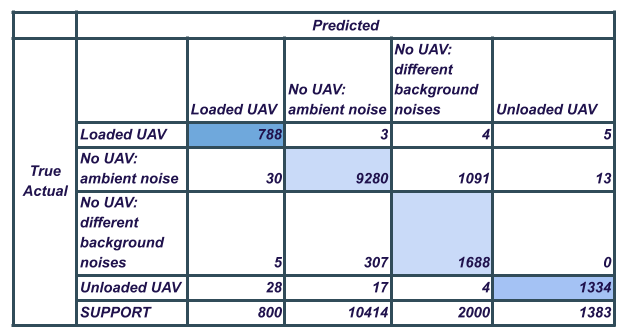 Predicted
No UAV:
different
No UAV: background
Loaded UAV ambient noise noises Unloaded UAV
Loaded UAV 788 3 4 5
True Actual
No UAV:
ambient noise 30 9280 1091 13
No UAV:
different
background
noises 5 307 1688 0
Unloaded UAV 28 17 4 1334
SUPPORT 800 10414 2000 1383